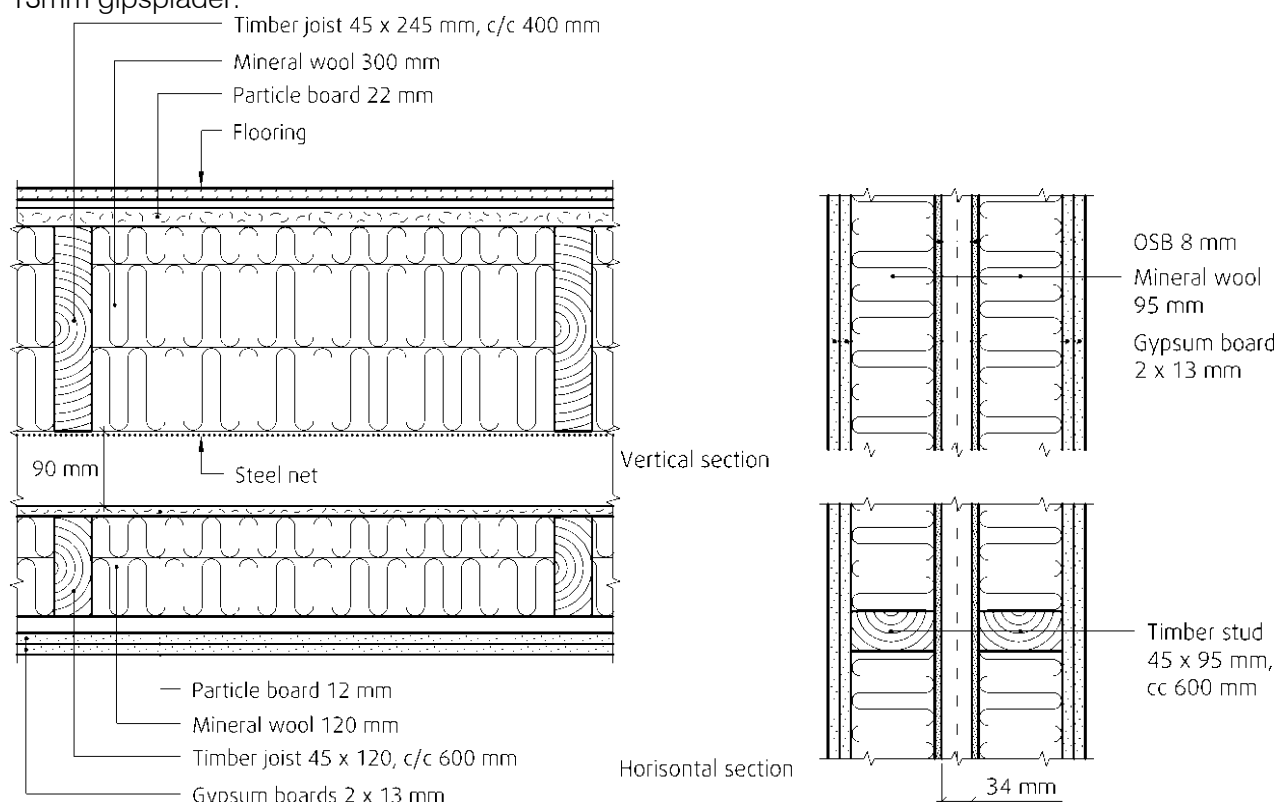 13mm gipsplader.
Timber joist 45 x 245 mm, c/c 400 mm
Mineral wool 300 mm
Particle board 22 mm
Flooring
90 mm
Steel net
Particle board 12 mm
Mineral wool 120 mm
Timber joist 45 x 120, c/c 600 mm
Gypsum boards 2 x 13 mm
Vertical section
OSB 8 mm
Mineral wool
95 mm
Gypsum board
2 x 13 mm
Timber stud
45 x 95 mm,
cc 600 mm
Horisontal section
34 mm